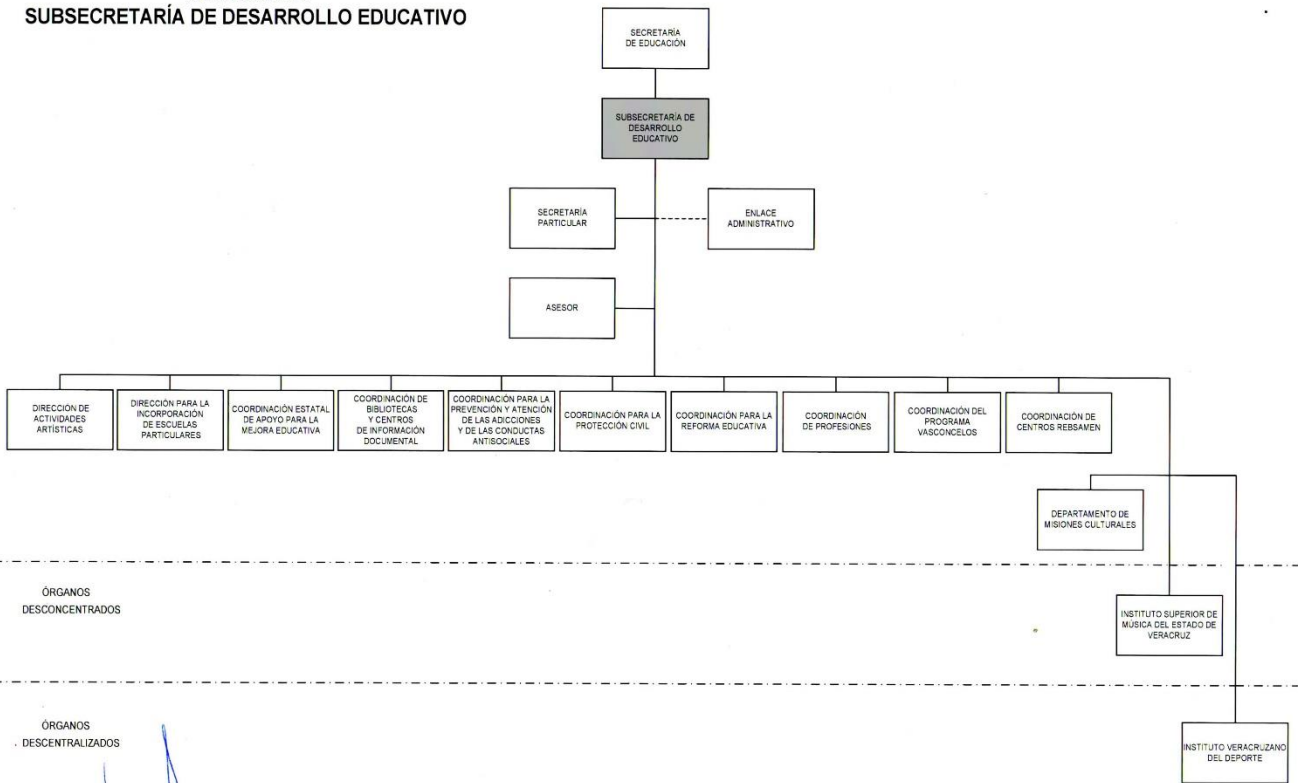 SUBSECRETARÍA DE DESARROLLO EDUCATIVO
SECRETARÍA
DE EDUCACIÓN
SUBSECRETARÍA DE
DESARROLLO
EDUCATIVO
SECRETARÍA
PARTICULAR
ENLACE
ADMINISTRATIVO
ASESOR
DIRECCIÓN DE
ACTIVIDADES
ARTÍSTICAS
DIRECCIÓN PARA LA
INCORPORACIÓN
DE ESCUELAS
PARTICULARES
COORDINACIÓN ESTATAL
DE APOYO PARA LA
MEJORA EDUCATIVA
COORDINACIÓN DE
BIBLIOTECAS
Y CENTROS
DE INFORMACIÓN
DOCUMENTAL
COORDINACIÓN PARA LA
PREVENCIÓN Y ATENCIÓN
DE LAS ADICCIONES
Y DE LAS CONDUCTAS
ANTISOCIALES
COORDINACIÓN PARA LA
PROTECCIÓN CIVIL
COORDINACIÓN PARA LA
REFORMA EDUCATIVA
COORDINACIÓN
DE PROFESIONES
COORDINACIÓN DEL
PROGRAMA
VASCONCELOS
COORDINACIÓN DE
CENTROS REBSAMEN
DEPARTAMENTO DE
MISIONES CULTURALES
ÓRGANOS
DESCONCENTRADOS
INSTITUTO SUPERIOR DE
MÚSICA DEL ESTADO DE
VERACRUZ
ÓRGANOS
DESCENTRALIZADOS
INSTITUTO VERACRUZANO
DEL DEPORTE